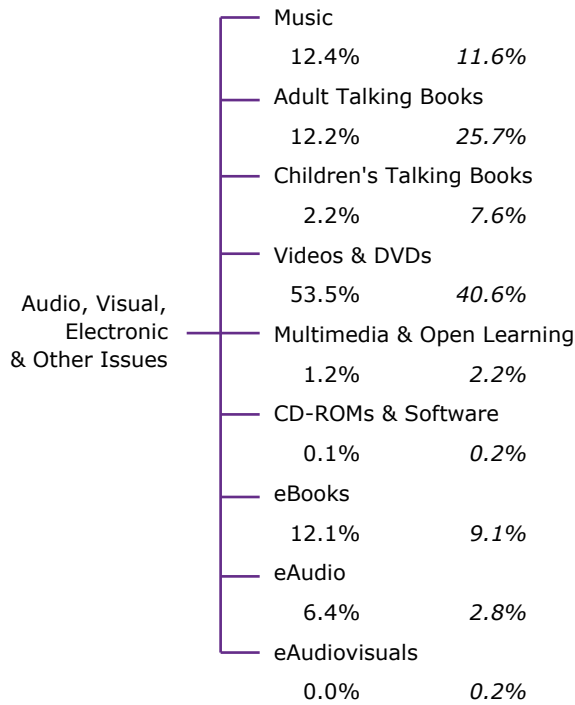 Music
12.4% 11.6%
Adult Talking Books
12.2% 25.7%
Children's Talking Books
2.2% 7.6%
Videos & DVDs
53.5% 40.6%
Audio, Visual,
Electronic
& Other Issues
Multimedia & Open Learning
1.2% 2.2%
CD-ROMs & Software
0.1% 0.2%
eBooks
12.1% 9.1%
eAudio
6.4% 2.8%
eAudiovisuals
0.0% 0.2%